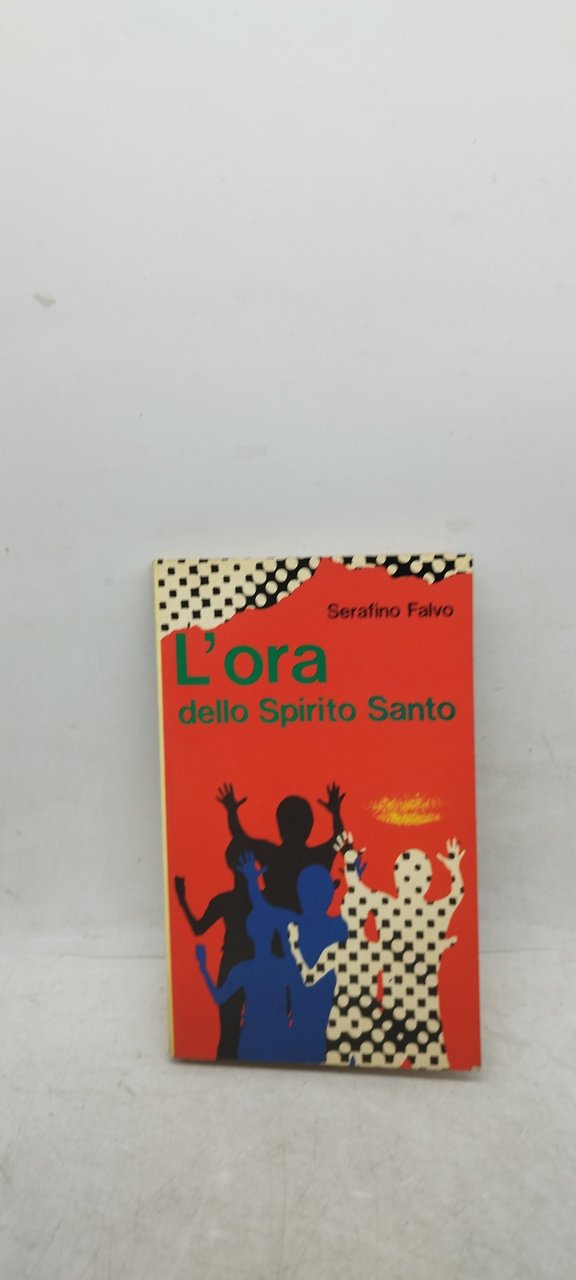 Serafino Falvo
L'ora
dello Spirito Santo